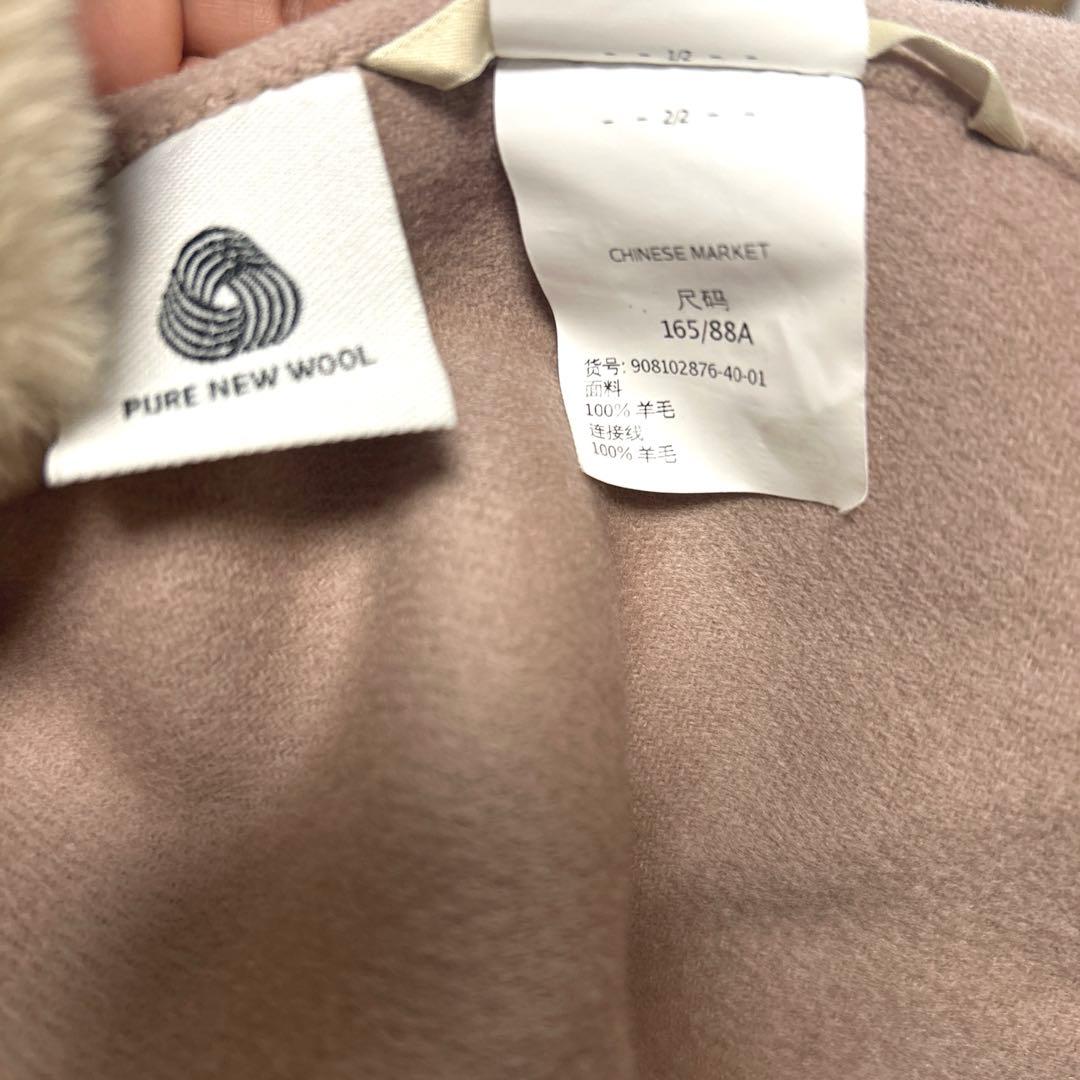 PURE NEW WOOL
- - 1/2 - -
- - 2/2 - -
CHINESE MARKET
尺码
165/88A
货号: 908102876-40-01
面料
100% 羊毛
连接线
100% 羊毛